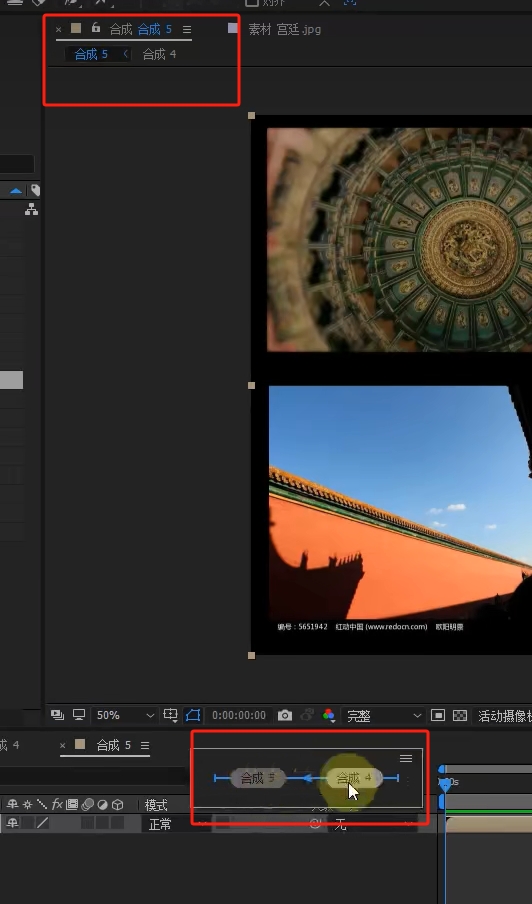 对齐
× 合成 合成 5 ≡ 素材 宫廷.jpg
合成 5 〈 合成 4
编号：5651942 红动中国 (www.redocn.com) 欧阳明景
50% 0:00:00:00 完整 活动摄像机
4 × 合成 5 ≡
合成 5 合成 4
fx 模式
正常 无